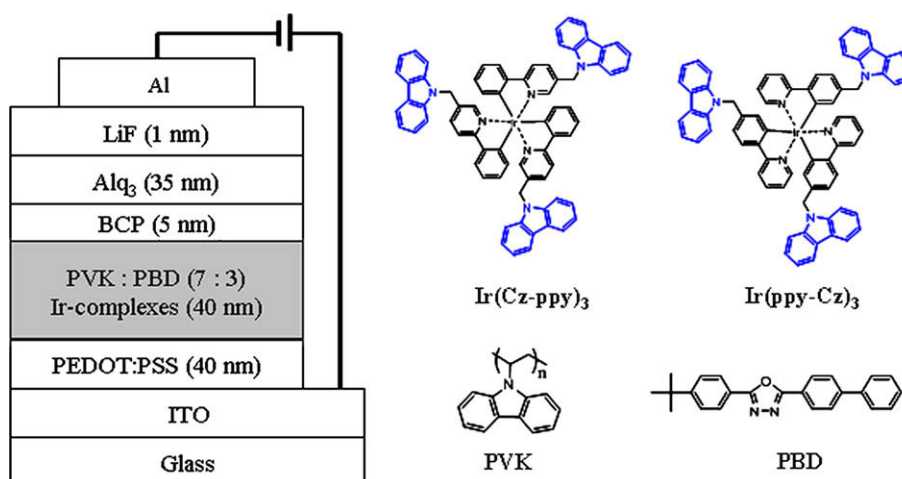 Al
LiF (1 nm)
Alq3 (35 nm)
BCP (5 nm)
PVK : PBD (7 : 3)
Ir-complexes (40 nm)
PEDOT:PSS (40 nm)
ITO
Glass
N
N
Ir
N
N
N
N
Ir(Cz-ppy)3
N
N
N
Ir
N
N
N
N
Ir(ppy-Cz)3
n
N
PVK
O
N-N
PBD